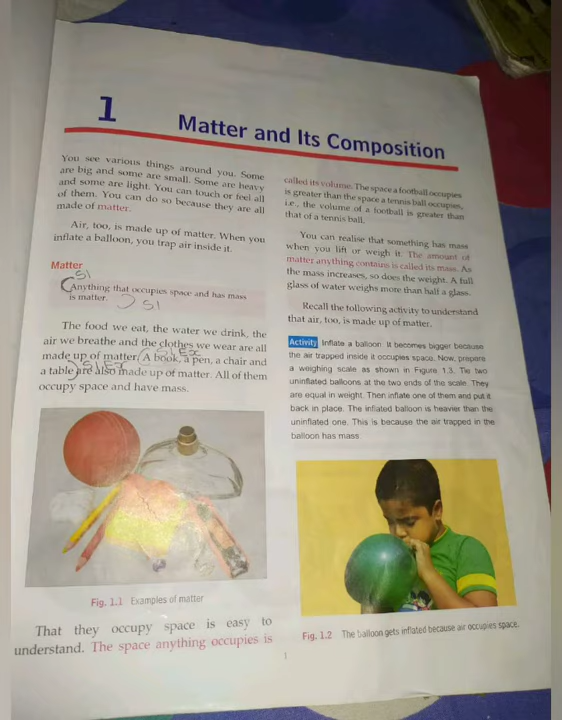 1
Matter and Its Composition
You see various things around you. Some
are big and some are small. Some are heavy
and some are light. You can touch or feel all
of them. You can do so because they are all
made of matter.
Air, too, is made up of matter. When you
inflate a balloon, you trap air inside it.
Matter
S1
Anything that occupies space and has mass
is matter.
S1
The food we eat, the water we drink, the
air we breathe and the clothes we wear are all
S1 Ex
made up of matter. A book, a pen, a chair and
a table are also made up of matter. All of them
occupy space and have mass.
Fig. 1.1 Examples of matter
That they occupy space is easy to
understand. The space anything occupies is
called its volume. The space a football occupies
is greater than the space a tennis ball occupies,
i.e., the volume of a football is greater than
that of a tennis ball.
You can realise that something has mass
when you lift or weigh it. The amount of
matter anything contains is called its mass. As
the mass increases, so does the weight. A full
glass of water weighs more than half a glass.
Recall the following activity to understand
that air, too, is made up of matter.
Activity Inflate a balloon. It becomes bigger because
the air trapped inside it occupies space. Now, prepare
a weighing scale as shown in Figure 1.3. Tie two
uninflated balloons at the two ends of the scale. They
are equal in weight. Then inflate one of them and put it
back in place. The inflated balloon is heavier than the
uninflated one. This is because the air trapped in the
balloon has mass.
Fig. 1.2 The balloon gets inflated because air occupies space.
1